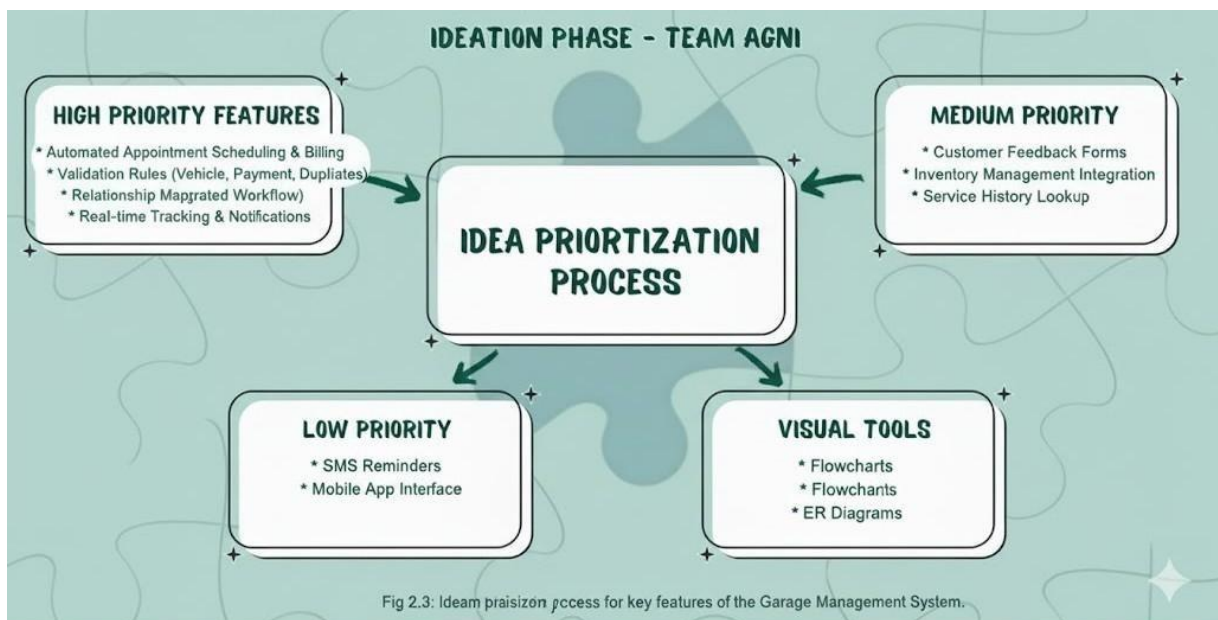 IDEATION PHASE - TEAM AGNI
HIGH PRIORITY FEATURES
* Automated Appointment Scheduling & Billing
* Validation Rules (Vehicle, Payment, Dupliates)
* Relationship Mapgrated Workflow)
* Real-time Tracking & Notifications
MEDIUM PRIORITY
* Customer Feedback Forms
* Inventory Management Integration
* Service History Lookup
IDEA PRIORTIZATION
PROCESS
LOW PRIORITY
* SMS Reminders
* Mobile App Interface
VISUAL TOOLS
* Flowcharts
* Flowchants
* ER Diagrams
Fig 2.3: Ideam praisizon pccess for key features of the Garage Management System.